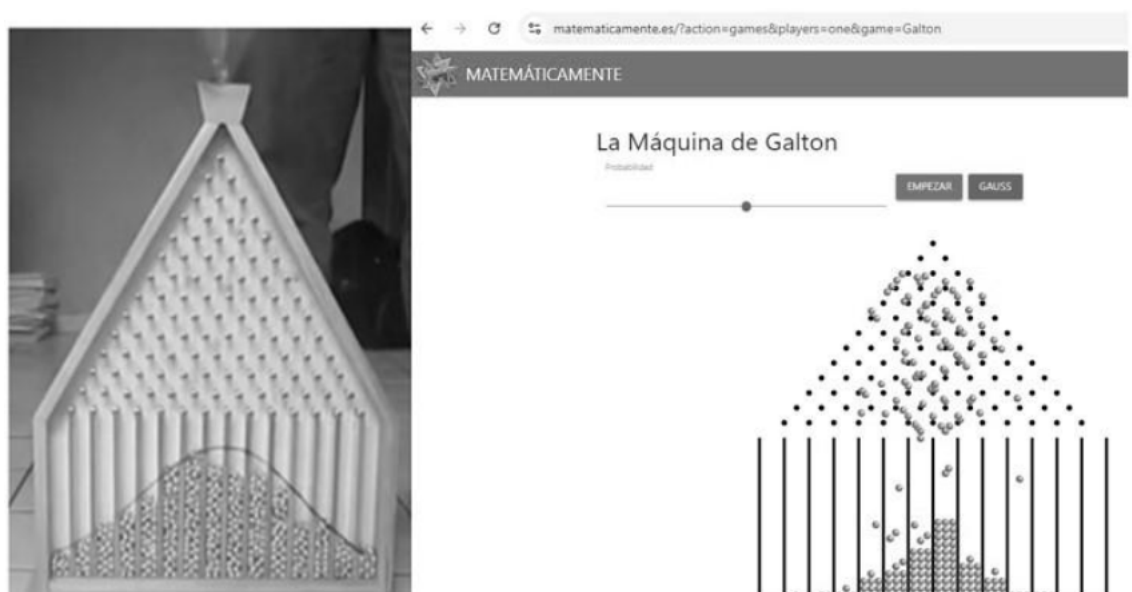 matematicamente.es/?action=games&players=one&game=Galton
MATEMÁTICAMENTE
La Máquina de Galton
Probabilidad
EMPEZAR GAUSS